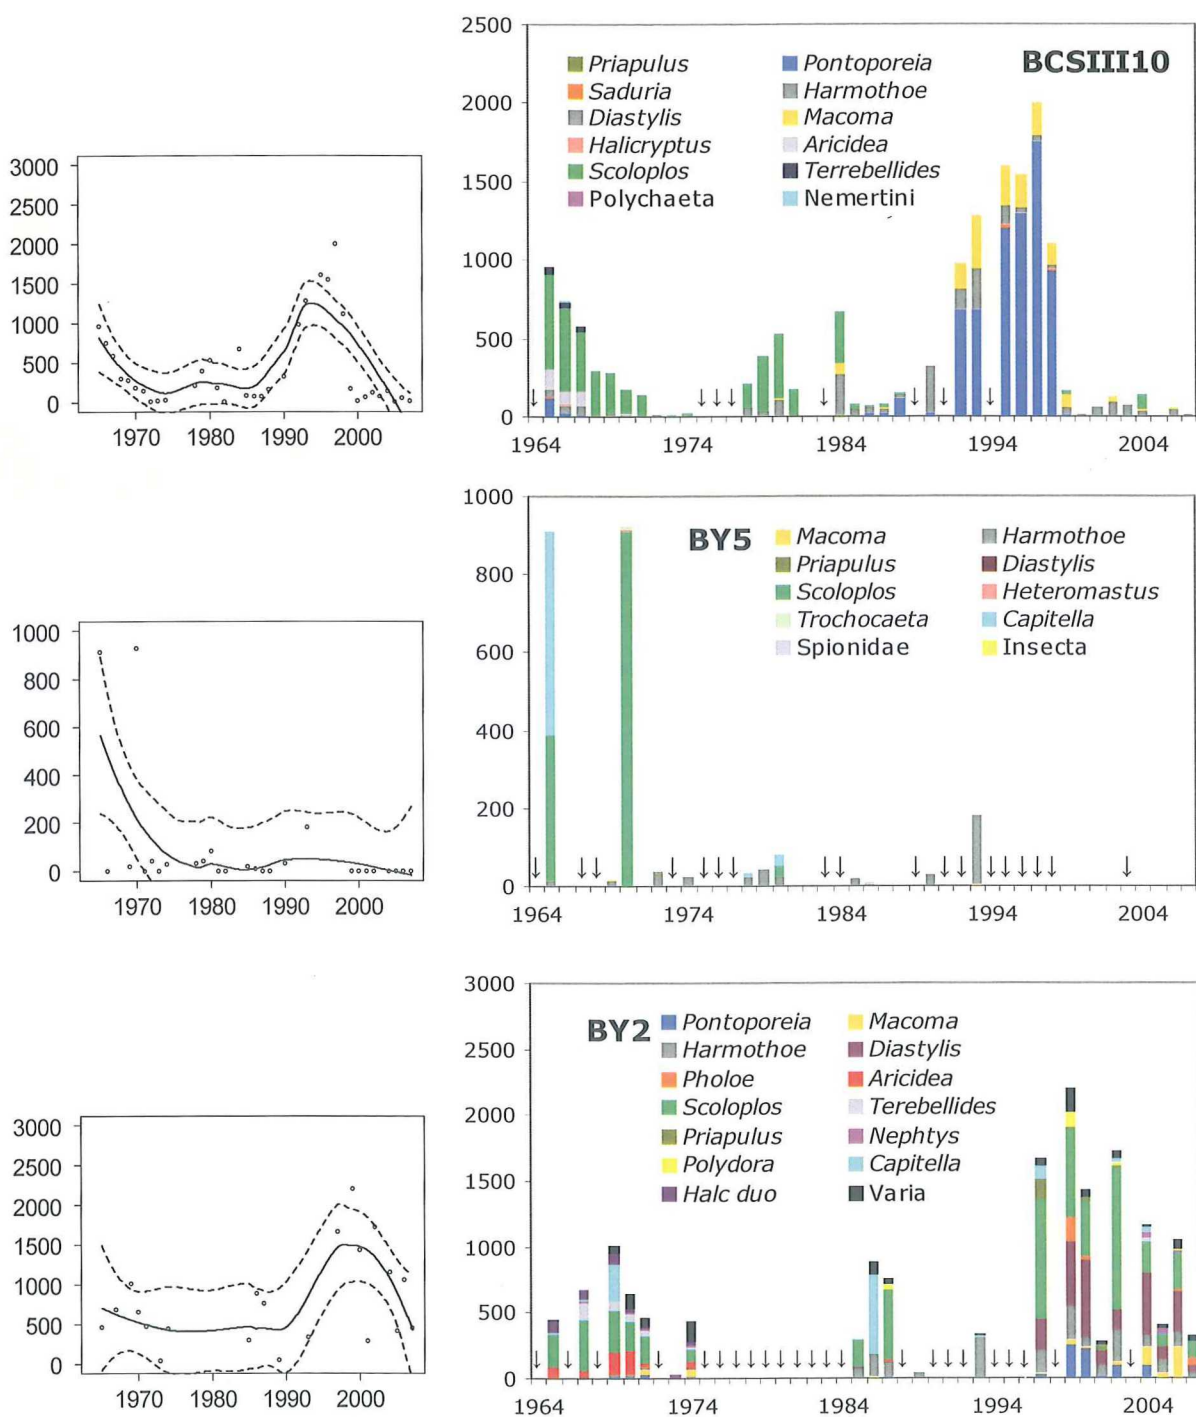 3000
2500
2000
1500
1000
500
0
1970 1980 1990 2000
2500
2000
1500
1000
500
0
BCSIII10
Priapulus Pontoporeia
Saduria Harmothoe
Diastylis Macoma
Halicryptus Aricidea
Scoloplos Terrebellides
Polychaeta Nemertini
1964 1974 1984 1994 2004
1000
800
600
400
200
0
1970 1980 1990 2000
1000
800
600
400
200
0
BY5
Macoma Harmothoe
Priapulus Diastylis
Scoloplos Heteromastus
Trochocaeta Capitella
Spionidae Insecta
1964 1974 1984 1994 2004
3000
2500
2000
1500
1000
500
0
1970 1980 1990 2000
3000
2500
2000
1500
1000
500
0
BY2
Pontoporeia Macoma
Harmothoe Diastylis
Pholoe Aricidea
Scoloplos Terebellides
Priapulus Nephtys
Polydora Capitella
Halc duo Varia
1964 1974 1984 1994 2004